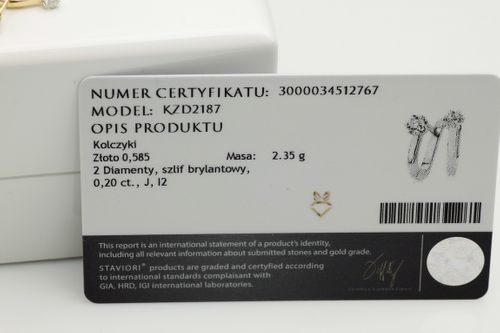 NUMER CERTYFIKATU: 3000034512767
MODEL: KZD2187
OPIS PRODUKTU
Kolczyki
Złoto 0,585 Masa: 2.35 g
2 Diamenty, szlif brylantowy,
0,20 ct., J, I2
This report is an international statement of a product's identity,
including all relevant information about submitted stones and gold grade.
STAVIORI® products are graded and certyfied according
to international standards complaisant with
GIA, HRD, IGI international laboratories.